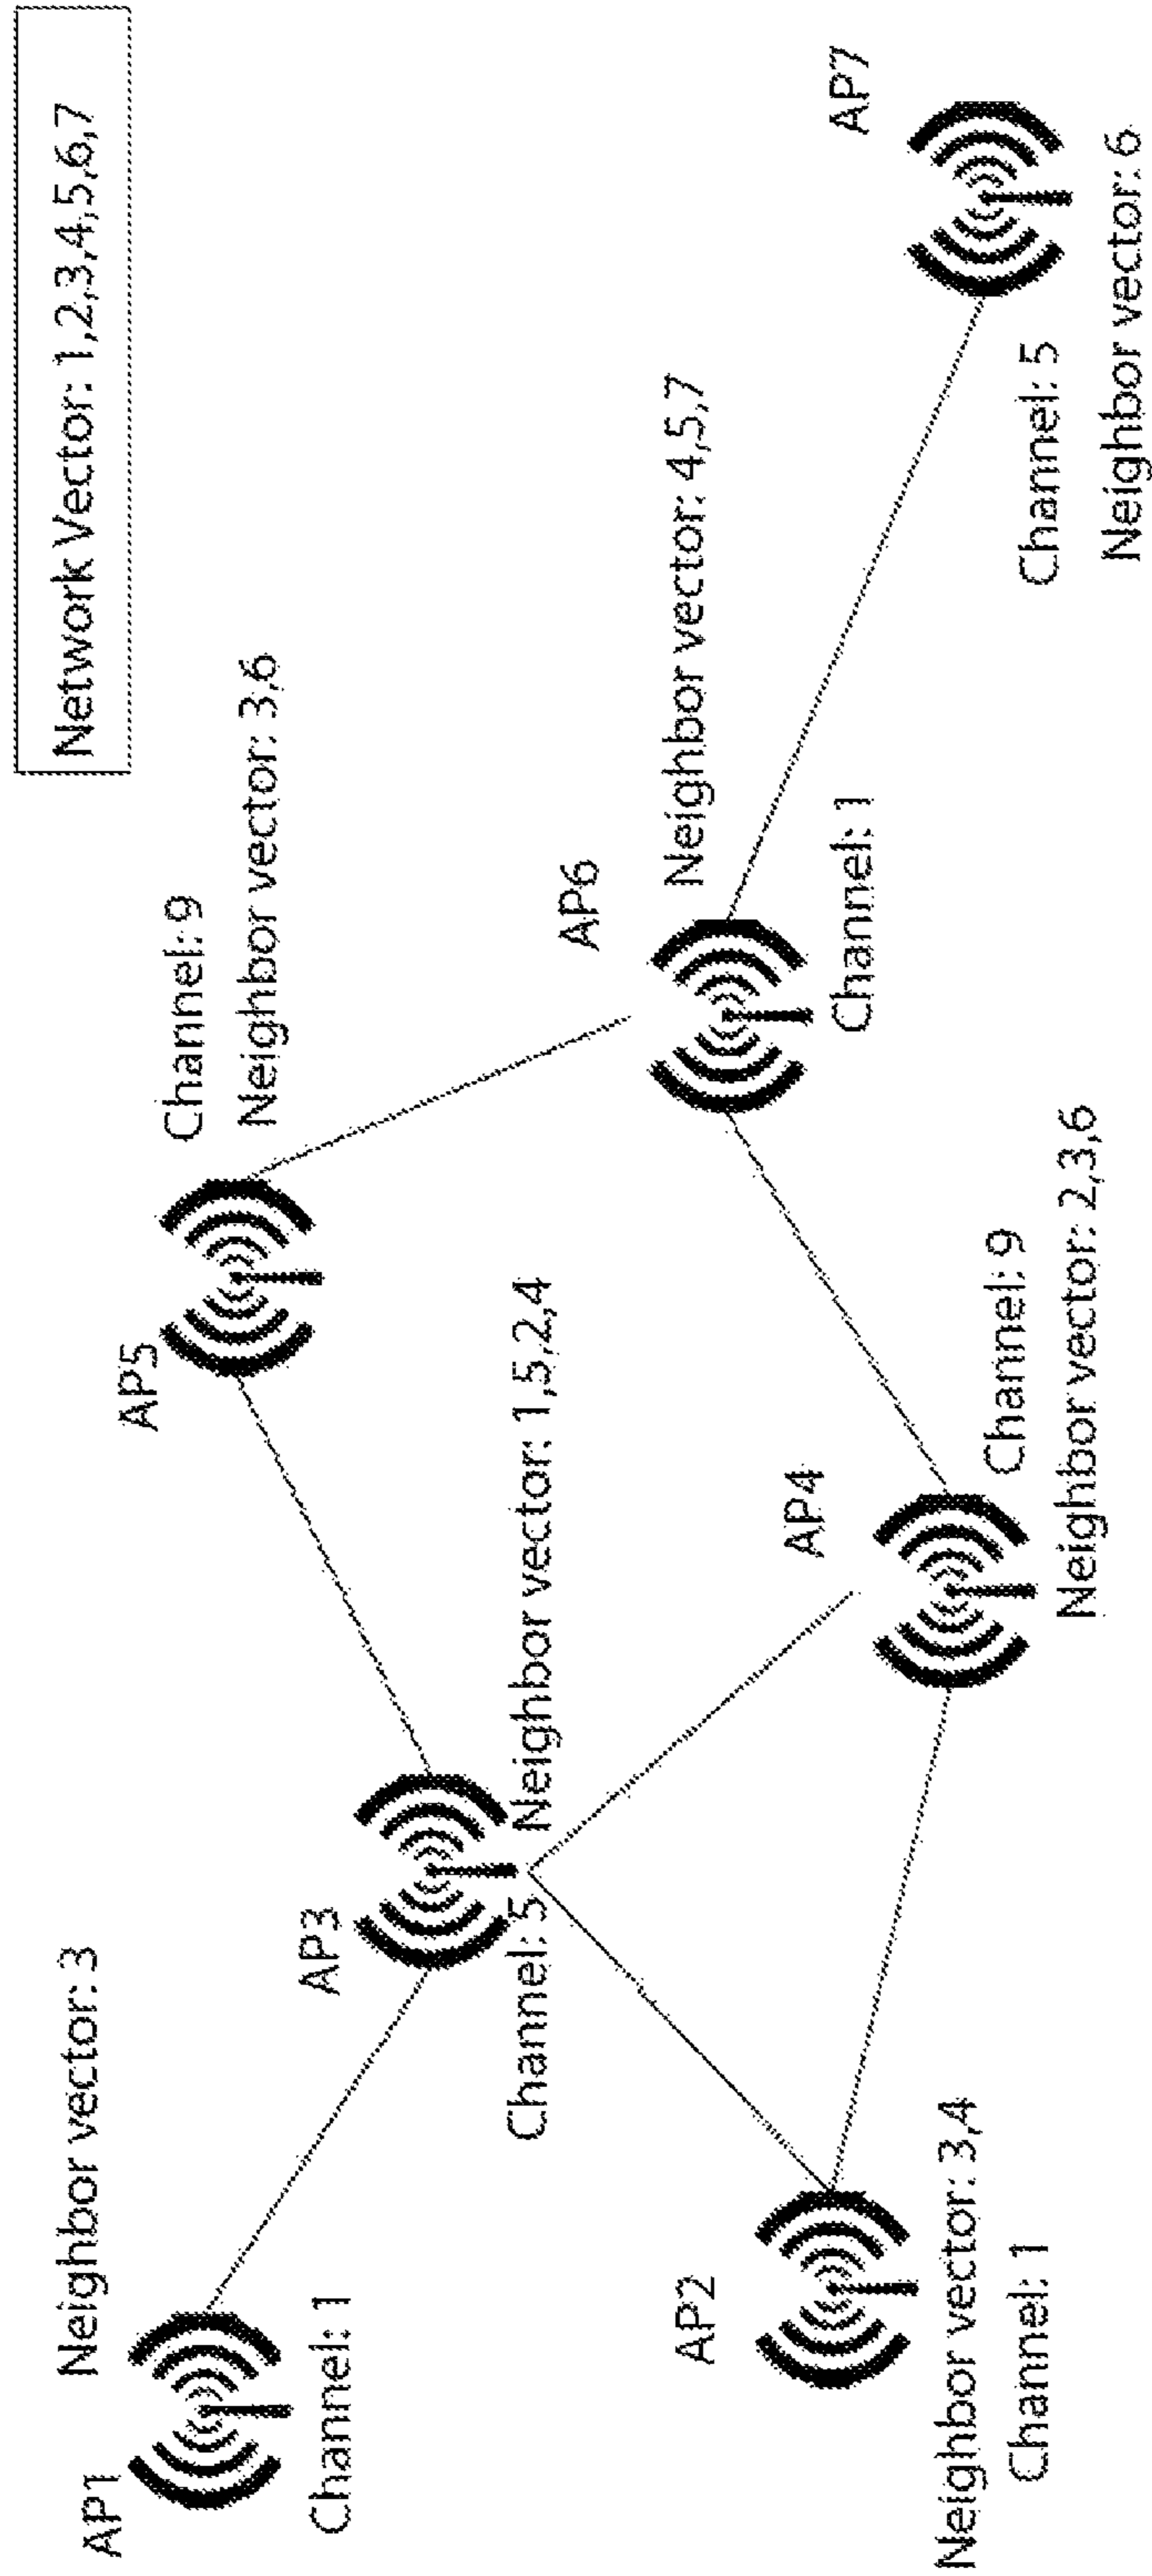 Network Vector: 1,2,3,4,5,6,7
AP1
Neighbor vector: 3
Channel: 1
AP5
Channel: 9
Neighbor vector: 3,6
AP3
Channel: 5
Neighbor vector: 1,5,2,4
AP6
Neighbor vector: 4,5,7
Channel: 1
AP2
Neighbor vector: 3,4
Channel: 1
AP4
Channel: 9
Neighbor vector: 2,3,6
AP7
Channel: 5
Neighbor vector: 6